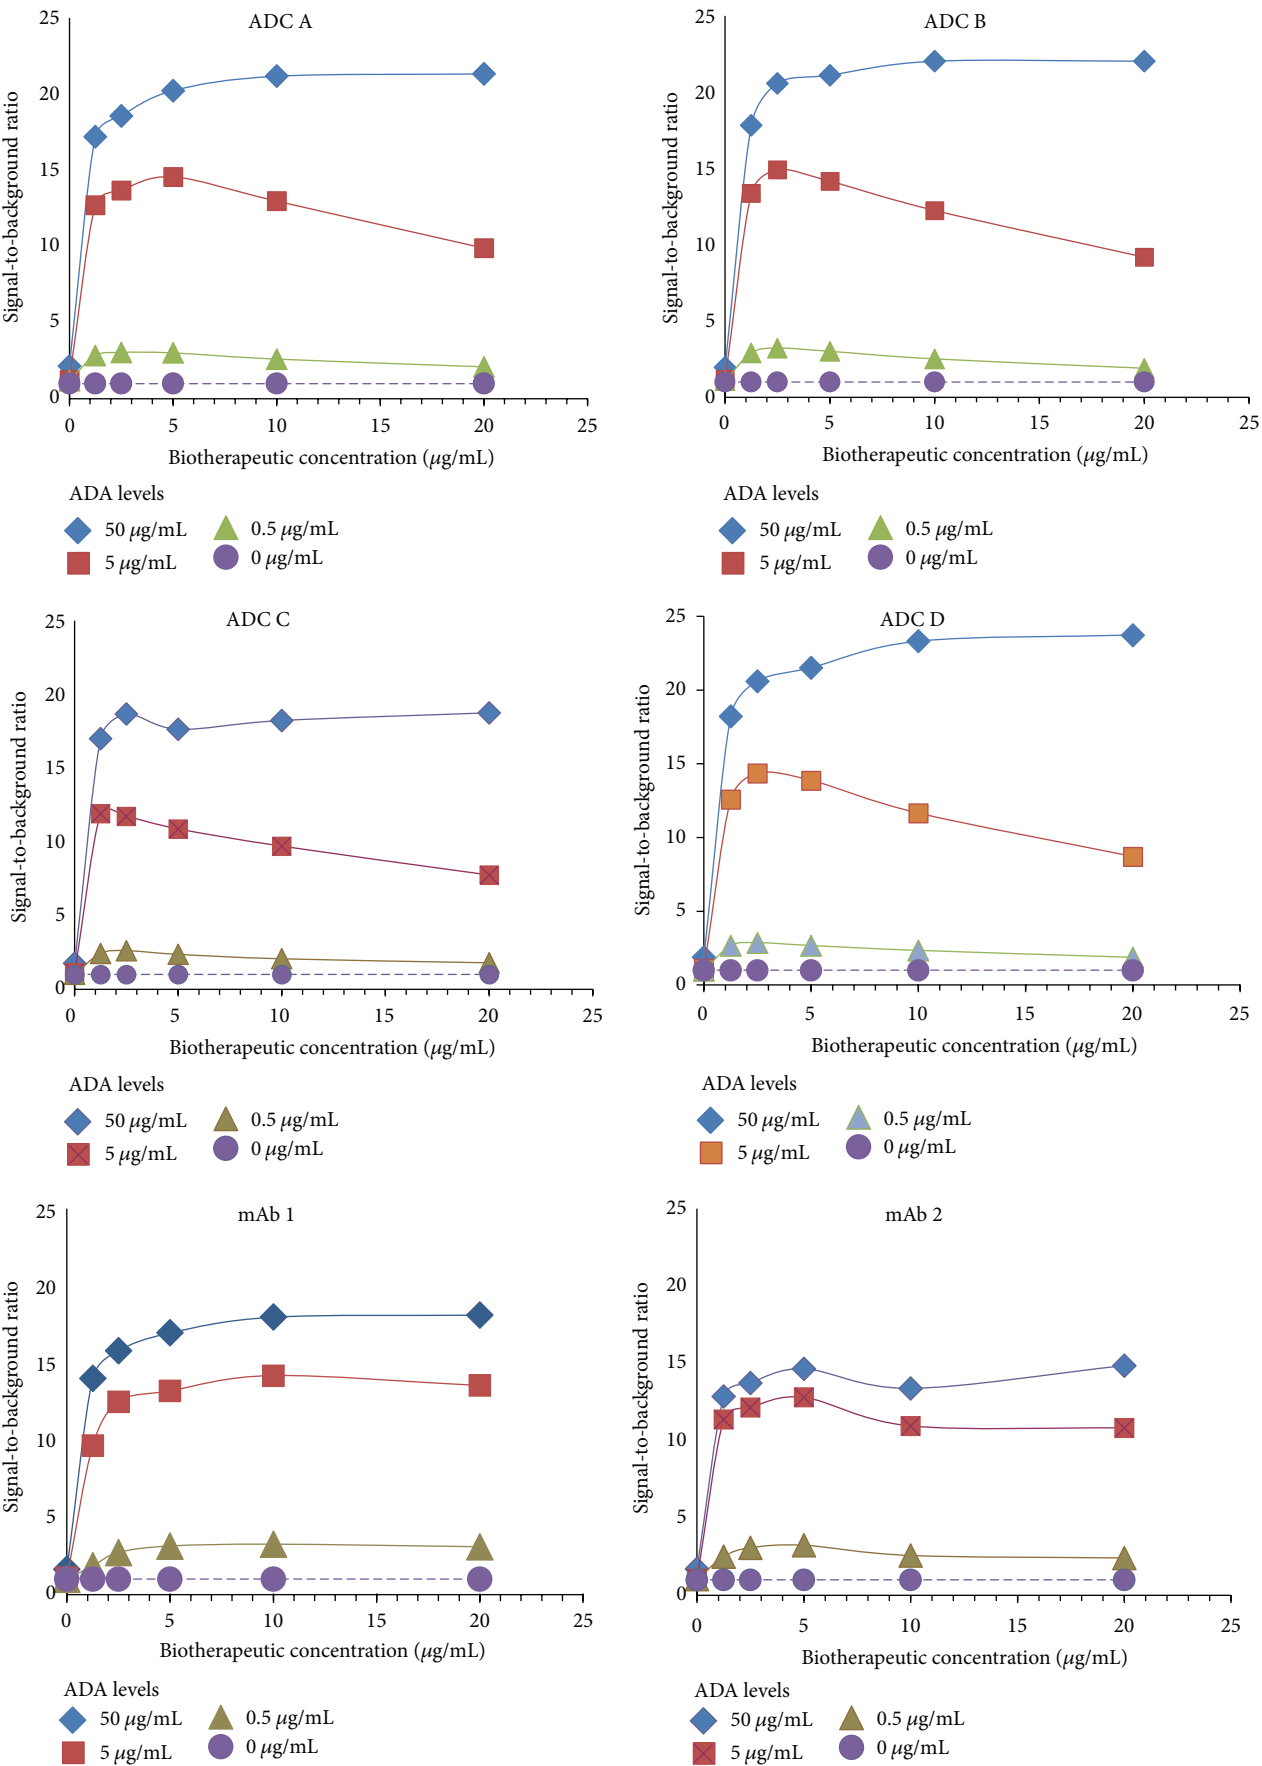 ADC A
25
20
15
10
5
0
Signal-to-background ratio
0 5 10 15 20 25
Biotherapeutic concentration (μg/mL)
ADA levels
50 μg/mL 0.5 μg/mL
5 μg/mL 0 μg/mL
ADC B
25
20
15
10
5
0
Signal-to-background ratio
0 5 10 15 20 25
Biotherapeutic concentration (μg/mL)
ADA levels
50 μg/mL 0.5 μg/mL
5 μg/mL 0 μg/mL
ADC C
25
20
15
10
5
0
Signal-to-background ratio
0 5 10 15 20 25
Biotherapeutic concentration (μg/mL)
ADA levels
50 μg/mL 0.5 μg/mL
5 μg/mL 0 μg/mL
ADC D
25
20
15
10
5
0
Signal-to-background ratio
0 5 10 15 20 25
Biotherapeutic concentration (μg/mL)
ADA levels
50 μg/mL 0.5 μg/mL
5 μg/mL 0 μg/mL
mAb 1
25
20
15
10
5
0
Signal-to-background ratio
0 5 10 15 20 25
Biotherapeutic concentration (μg/mL)
ADA levels
50 μg/mL 0.5 μg/mL
5 μg/mL 0 μg/mL
mAb 2
25
20
15
10
5
0
Signal-to-background ratio
0 5 10 15 20 25
Biotherapeutic concentration (μg/mL)
ADA levels
50 μg/mL 0.5 μg/mL
5 μg/mL 0 μg/mL